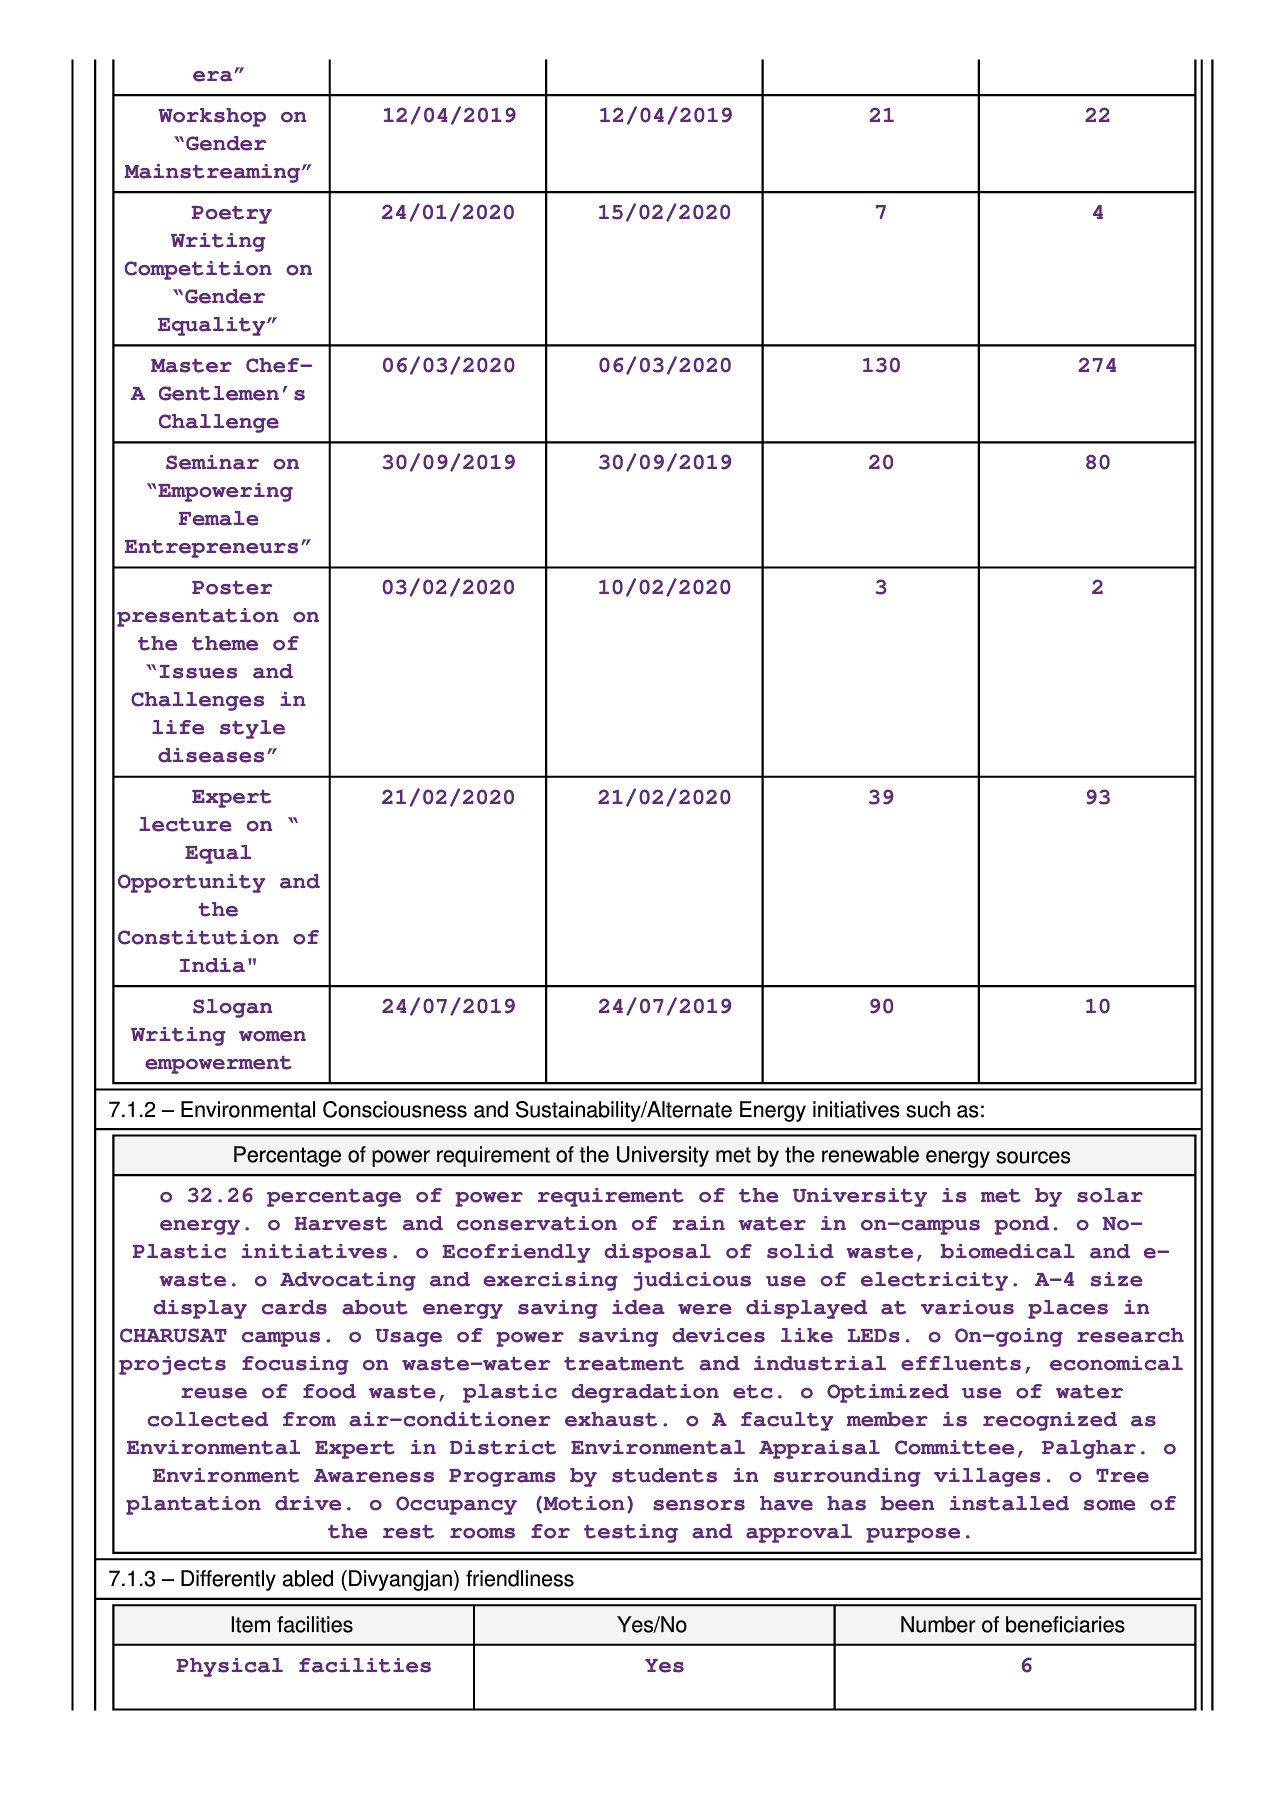 era”
Workshop on 12/04/2019 12/04/2019 21 22
“Gender
Mainstreaming”
Poetry 24/01/2020 15/02/2020 7 4
Writing
Competition on
“Gender
Equality”
Master Chef– 06/03/2020 06/03/2020 130 274
A Gentlemen’s
Challenge
Seminar on 30/09/2019 30/09/2019 20 80
“Empowering
Female
Entrepreneurs”
Poster 03/02/2020 10/02/2020 3 2
presentation on
the theme of
“Issues and
Challenges in
life style
diseases”
Expert 21/02/2020 21/02/2020 39 93
lecture on “
Equal
Opportunity and
the
Constitution of
India"
Slogan 24/07/2019 24/07/2019 90 10
Writing women
empowerment
7.1.2 – Environmental Consciousness and Sustainability/Alternate Energy initiatives such as:
Percentage of power requirement of the University met by the renewable energy sources
o 32.26 percentage of power requirement of the University is met by solar
energy. o Harvest and conservation of rain water in on-campus pond. o No-
Plastic initiatives. o Ecofriendly disposal of solid waste, biomedical and e-
waste. o Advocating and exercising judicious use of electricity. A-4 size
display cards about energy saving idea were displayed at various places in
CHARUSAT campus. o Usage of power saving devices like LEDs. o On-going research
projects focusing on waste-water treatment and industrial effluents, economical
reuse of food waste, plastic degradation etc. o Optimized use of water
collected from air-conditioner exhaust. o A faculty member is recognized as
Environmental Expert in District Environmental Appraisal Committee, Palghar. o
Environment Awareness Programs by students in surrounding villages. o Tree
plantation drive. o Occupancy (Motion) sensors have has been installed some of
the rest rooms for testing and approval purpose.
7.1.3 – Differently abled (Divyangjan) friendliness
Item facilities Yes/No Number of beneficiaries
Physical facilities Yes 6